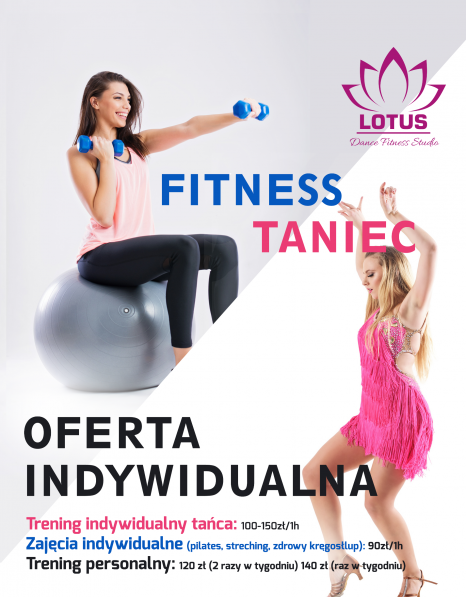 LOTUS
Dance Fitness Studio
FITNESS
TANIEC
OFERTA
INDYWIDUALNA
Trening indywidualny tańca: 100-150zł/1h
Zajęcia indywidualne (pilates, streching, zdrowy kręgosłup): 90zł/1h
Trening personalny: 120 zł (2 razy w tygodniu) 140 zł (raz w tygodniu)